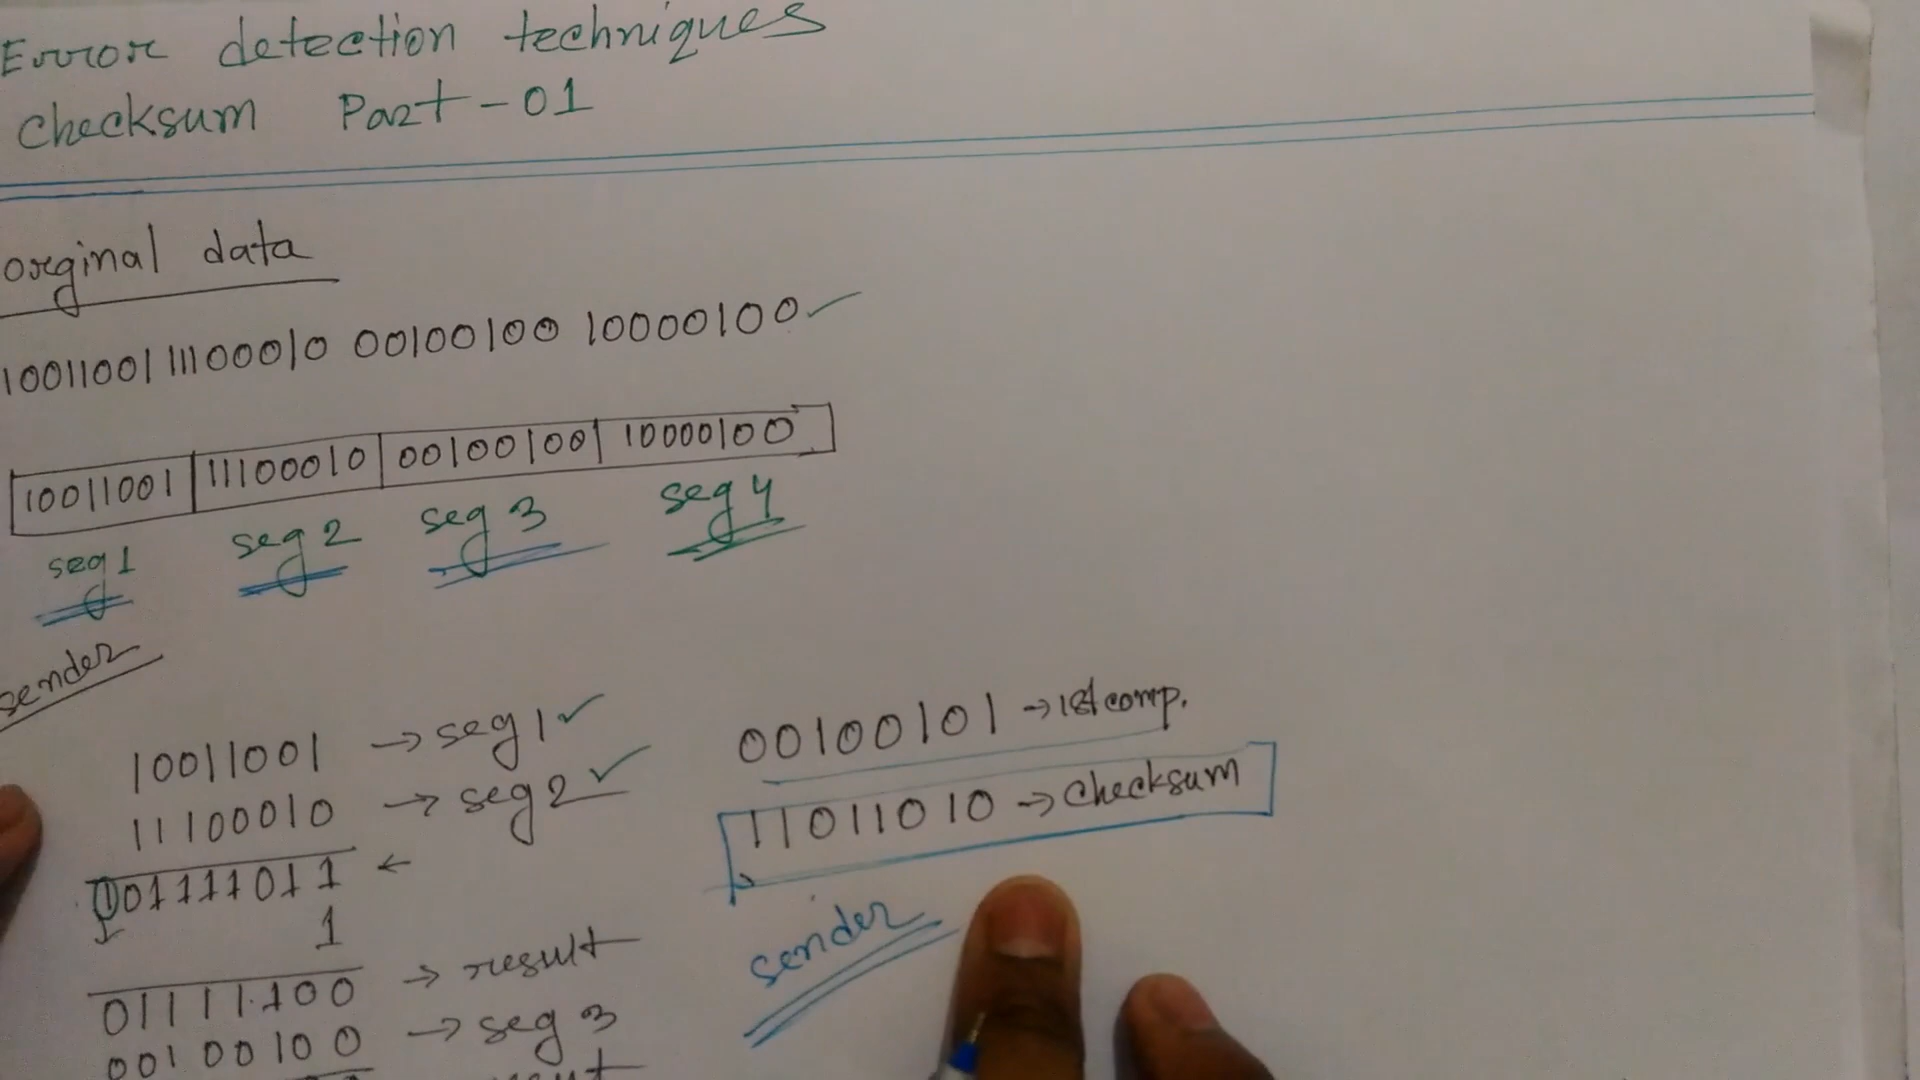 Error detection techniques
Checksum Part-01
orginal data
10011001 11100010 00100100 10000100
10011001 11100010 00100100 10000100
seg 1 seg 2 seg 3 seg 4
sender
10011001 → seg 1
11100010 → seg 2
1001111011 ←
1
01111100 → result
00100100 → seg 3
00100101 → 1st comp.
11011010 → Checksum
sender